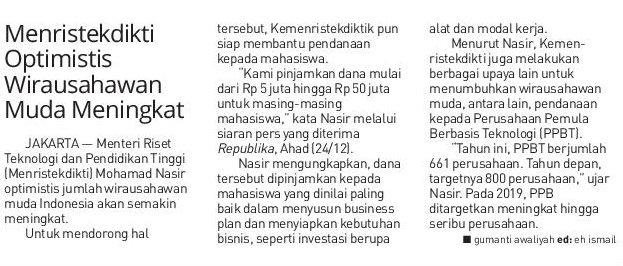 Menristekdikti
Optimistis
Wirausahawan
Muda Meningkat
JAKARTA — Menteri Riset
Teknologi dan Pendidikan Tinggi
(Menristekdikti) Mohamad Nasir
optimistis jumlah wirausahawan
muda Indonesia akan semakin
meningkat.
Untuk mendorong hal
tersebut, Kemenristekdiktik pun
siap membantu pendanaan
kepada mahasiswa.
"Kami pinjamkan dana mulai
dari Rp 5 juta hingga Rp 50 juta
untuk masing-masing
mahasiswa," kata Nasir melalui
siaran pers yang diterima
Republika, Ahad (24/12).
Nasir mengungkapkan, dana
tersebut dipinjamkan kepada
mahasiswa yang dinilai paling
baik dalam menyusun business
plan dan menyiapkan kebutuhan
bisnis, seperti investasi berupa
alat dan modal kerja.
Menurut Nasir, Kemen-
ristekdikti juga melakukan
berbagai upaya lain untuk
menumbuhkan wirausahawan
muda, antara lain, pendanaan
kepada Perusahaan Pemula
Berbasis Teknologi (PPBT).
"Tahun ini, PPBT berjumlah
661 perusahaan. Tahun depan,
targetnya 800 perusahaan," ujar
Nasir. Pada 2019, PPB
ditargetkan meningkat hingga
seribu perusahaan.
■ gumanti awaliyah ed: eh ismail